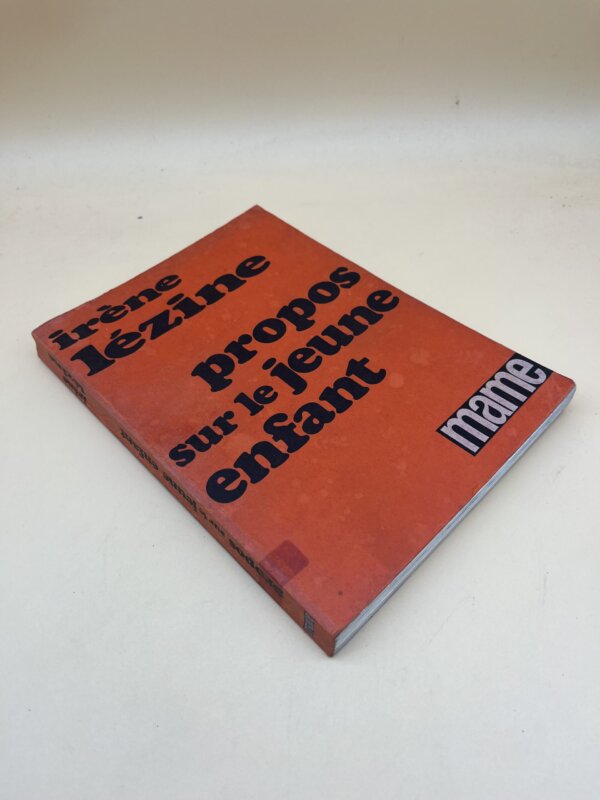 irène
lézine
propos
sur le jeune
enfant
mame